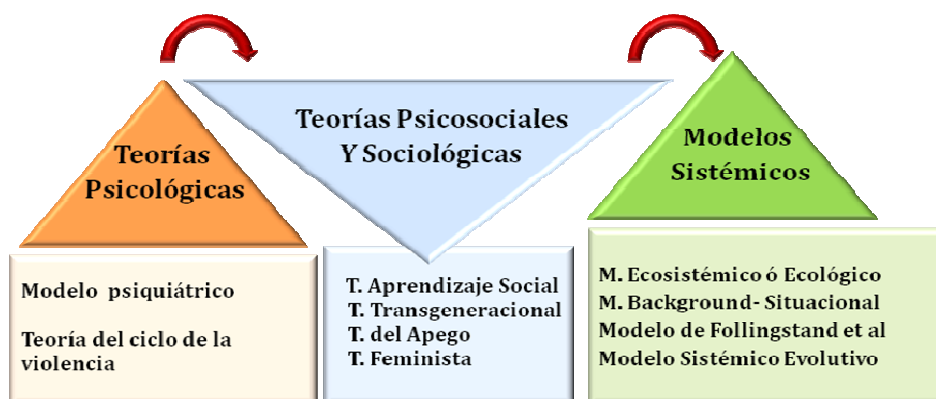 Teorías
Psicológicas
Teorías Psicosociales
Y Sociológicas
Modelos
Sistémicos
Modelo psiquiátrico
Teoría del ciclo de la
violencia
T. Aprendizaje Social
T. Transgeneracional
T. del Apego
T. Feminista
M. Ecosistémico ó Ecológico
M. Background- Situacional
Modelo de Follingstand et al
Modelo Sistémico Evolutivo